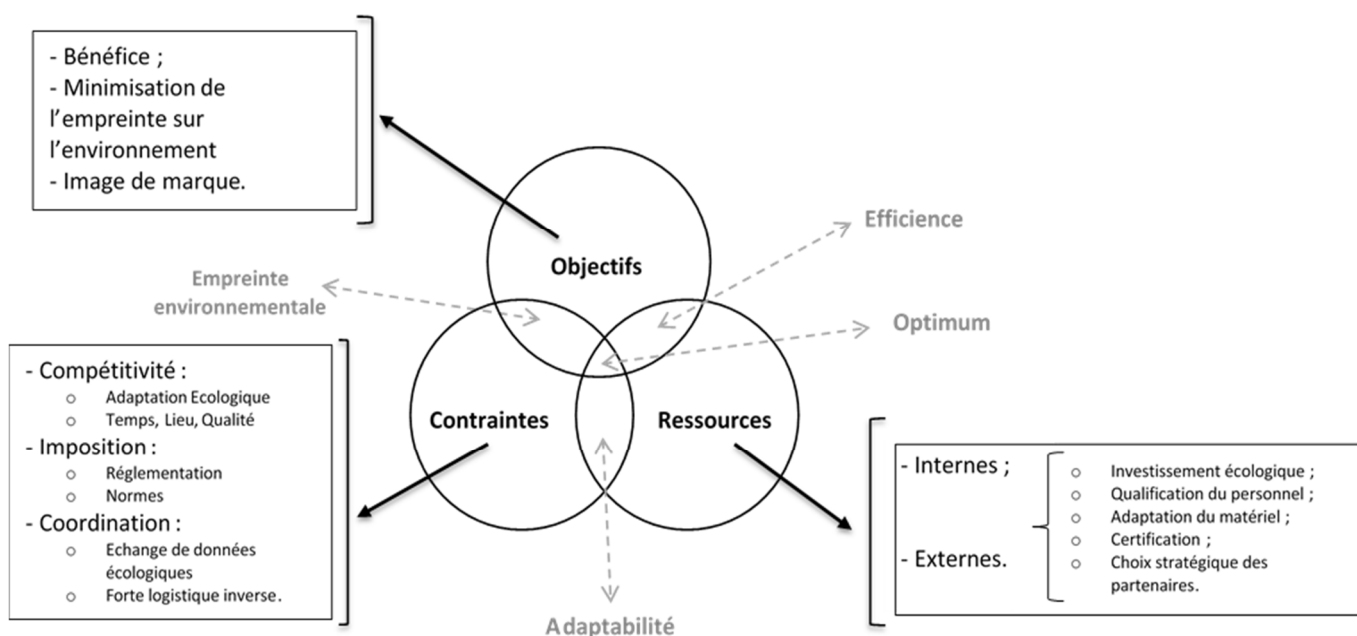 - Bénéfice ;
- Minimisation de
l’empreinte sur
l’environnement
- Image de marque.
Efficience
Objectifs
Empreinte
environnementale
Optimum
- Compétitivité :
o Adaptation Ecologique
o Temps, Lieu, Qualité
- Imposition :
o Réglementation
o Normes
- Coordination :
o Echange de données
écologiques
o Forte logistique inverse.
Contraintes
Ressources
- Internes ;
- Externes.
o Investissement écologique ;
o Qualification du personnel ;
o Adaptation du matériel ;
o Certification ;
o Choix stratégique des
partenaires.
Adaptabilité